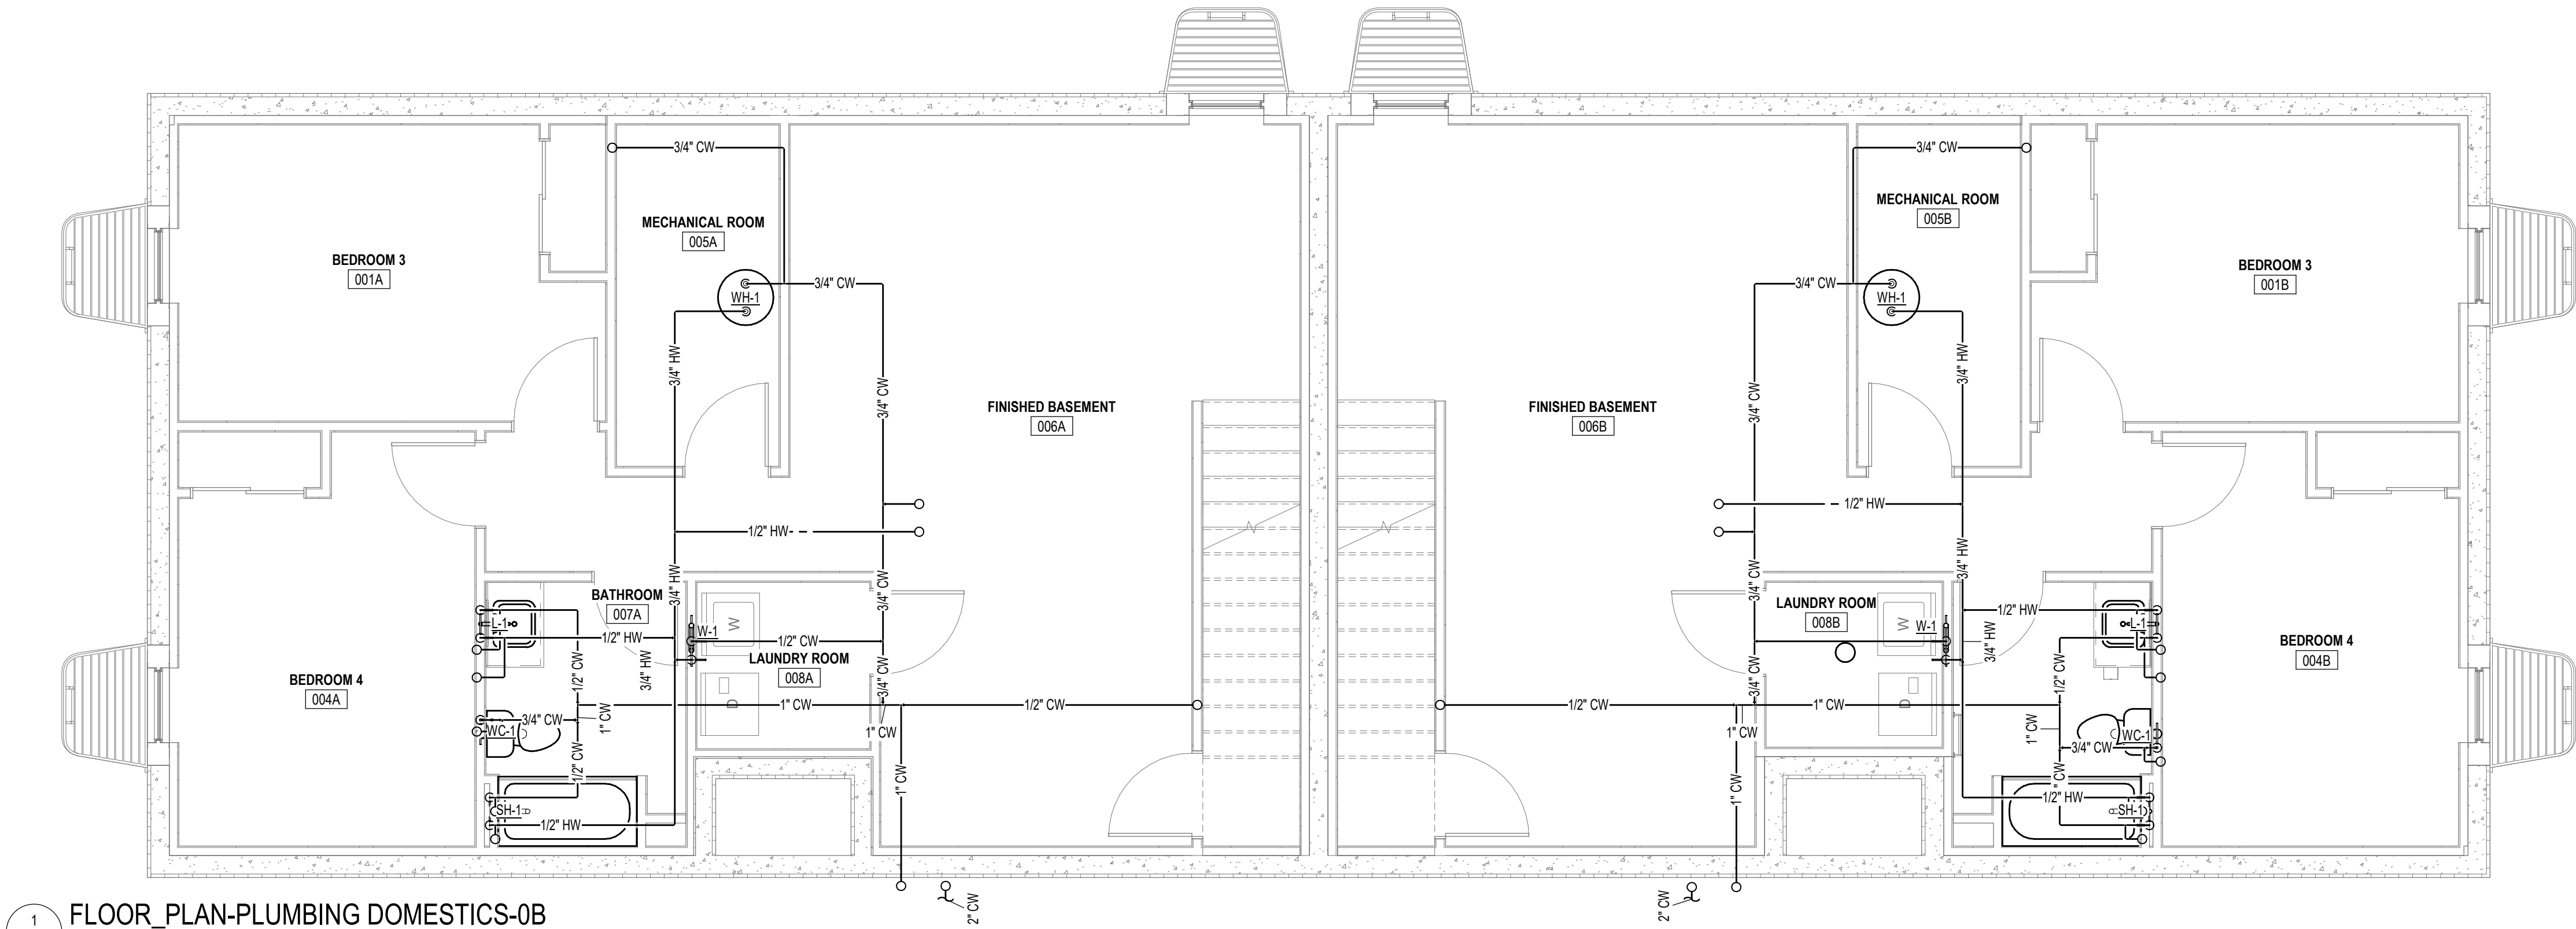 3/4" CW
3/4" CW
MECHANICAL ROOM
005A
MECHANICAL ROOM
005B
BEDROOM 3
001A
BEDROOM 3
001B
3/4" CW
3/4" CW
WH-1
WH-1
3/4" HW
3/4" CW
3/4" CW
3/4" HW
FINISHED BASEMENT
006A
FINISHED BASEMENT
006B
1/2" HW
1/2" HW
3/4" HW
3/4" CW
3/4" CW
3/4" HW
BATHROOM
007A
LAUNDRY ROOM
008B
L-1
W-1
W
W
W-1
L-1
1/2" HW
1/2" CW
1/2" HW
LAUNDRY ROOM
008A
3/4" HW
3/4" HW
BEDROOM 4
004A
BEDROOM 4
004B
1/2" CW
3/4" CW
3/4" CW
1/2" CW
D
D
1" CW
1/2" CW
1/2" CW
1" CW
3/4" CW
WC-1
1" CW
1" CW
1" CW
1" CW
WC-1
3/4" CW
1/2" CW
1" CW
1" CW
1/2" CW
SH-1
1/2" HW
1/2" HW
SH-1
2" CW
2" CW
1
FLOOR_PLAN-PLUMBING DOMESTICS-0B